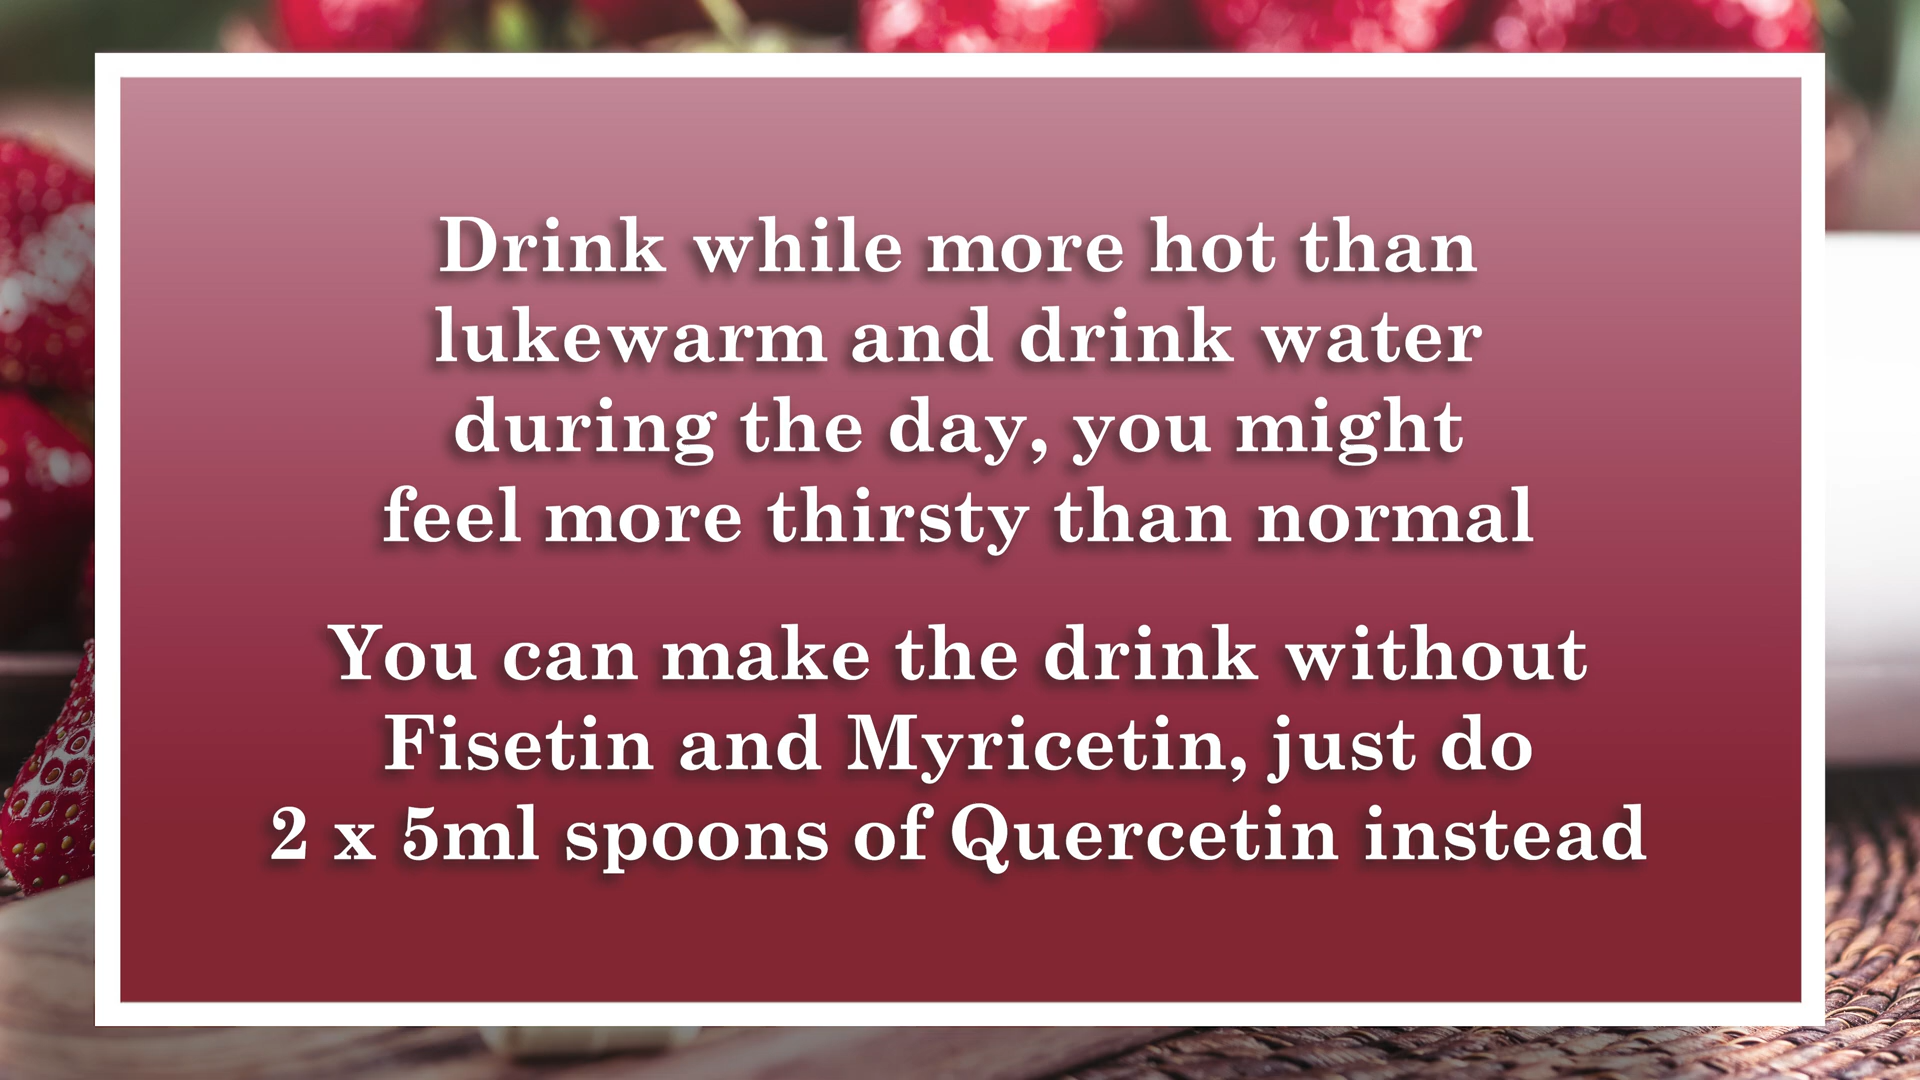 Drink while more hot than
lukewarm and drink water
during the day, you might
feel more thirsty than normal
You can make the drink without
Fisetin and Myricetin, just do
2 x 5ml spoons of Quercetin instead